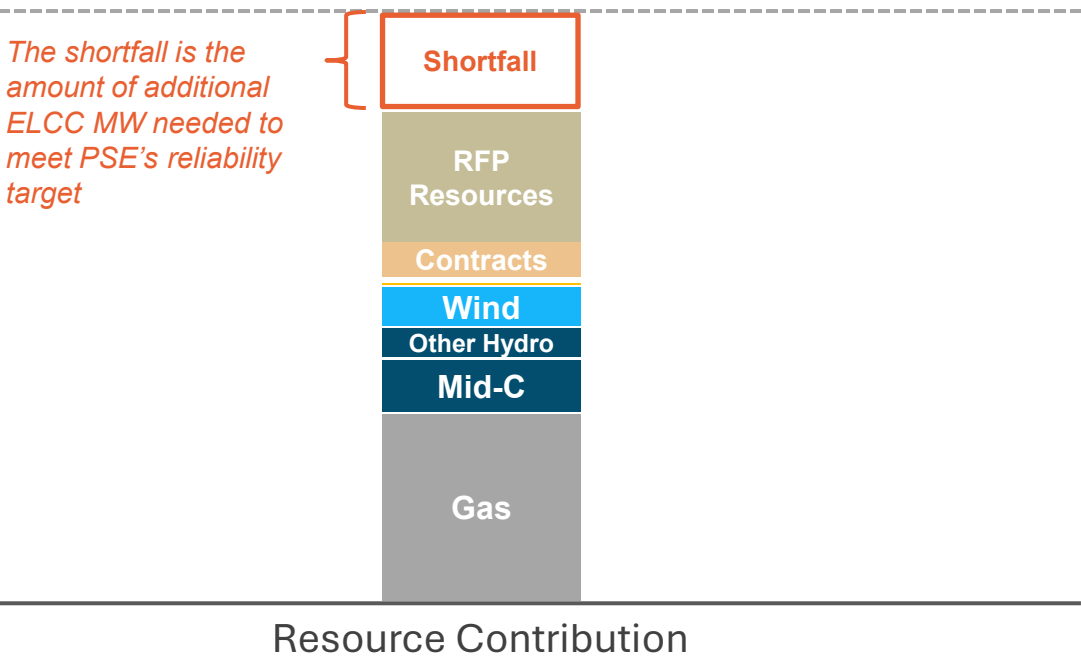 The shortfall is the
amount of additional
ELCC MW needed to
meet PSE’s reliability
target
Shortfall
RFP
Resources
Contracts
Wind
Other Hydro
Mid-C
Gas
Resource Contribution